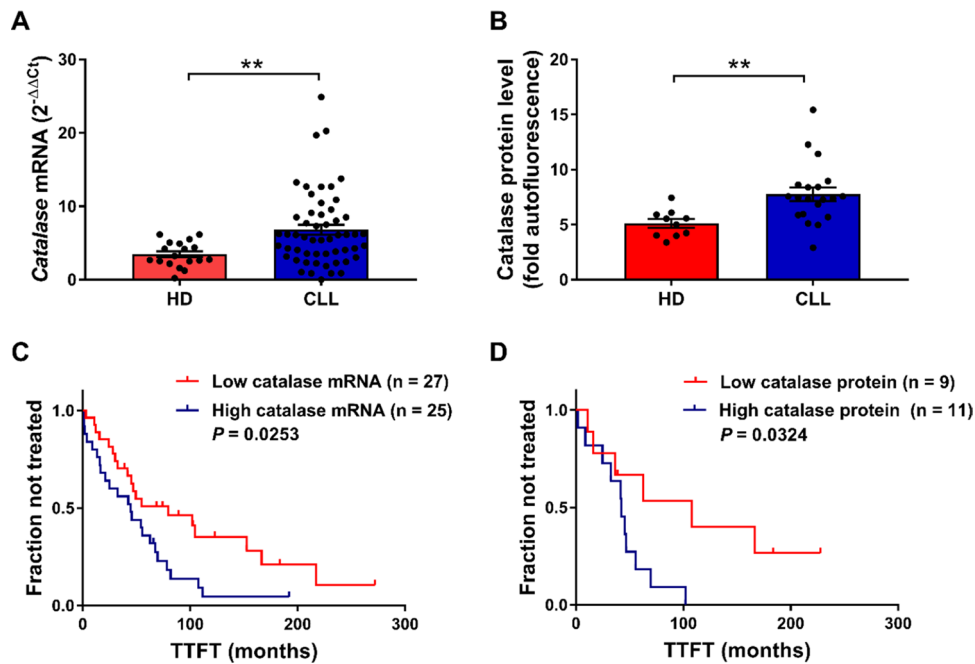 A
Catalase mRNA (2^-ΔΔCt)
30
20
10
0
**
HD
CLL
B
Catalase protein level
(fold autofluorescence)
20
15
10
5
0
**
HD
CLL
C
Low catalase mRNA (n = 27)
High catalase mRNA (n = 25)
P = 0.0253
Fraction not treated
1.0
0.5
0.0
0
100
200
300
TTFT (months)
D
Low catalase protein (n = 9)
High catalase protein (n = 11)
P = 0.0324
Fraction not treated
1.0
0.5
0.0
0
100
200
300
TTFT (months)